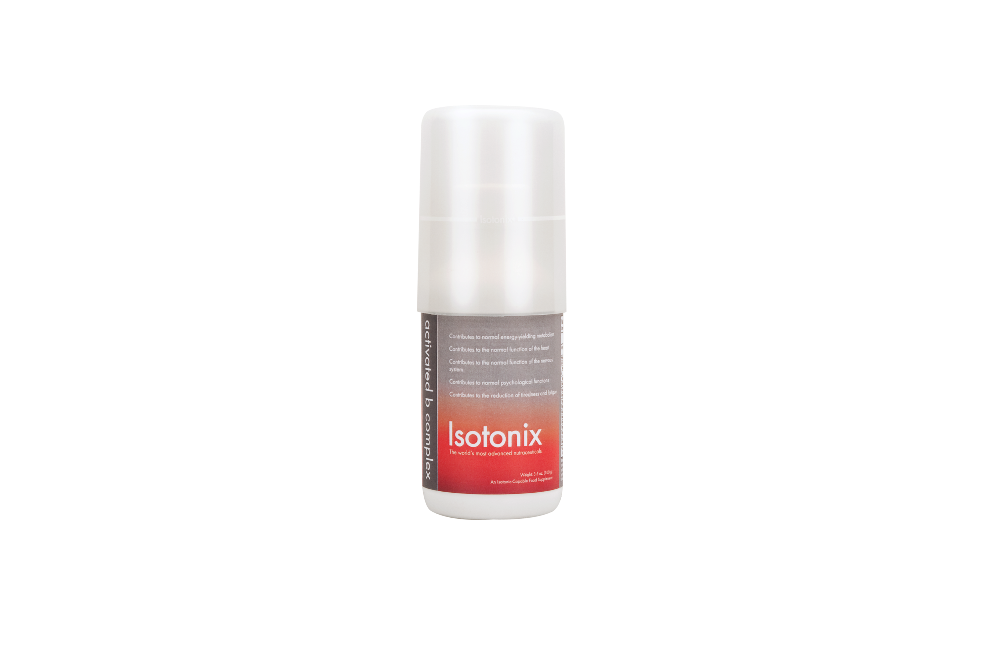 Isotonix
activated b complex
Contributes to normal energy-yielding metabolism
Contributes to the normal function of the heart
Contributes to the normal function of the nervous
system
Contributes to normal psychological functions
Contributes to the reduction of tiredness and fatigue
Isotonix
The world's most advanced nutraceuticals
Weight: 3.5 oz. (100 g)
An Isotonic-Capable Food Supplement